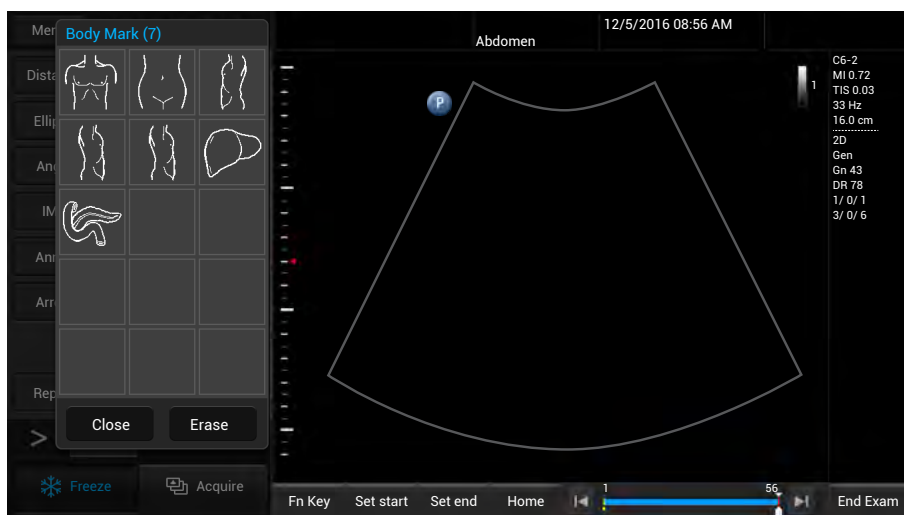 12/5/2016 08:56 AM
Abdomen
Body Mark (7)
Close
Erase
Freeze
Acquire
P
1
C6-2
MI 0.72
TIS 0.03
33 Hz
16.0 cm
2D
Gen
Gn 43
DR 78
1/ 0/ 1
3/ 0/ 6
1
56
Fn Key
Set start
Set end
Home
End Exam